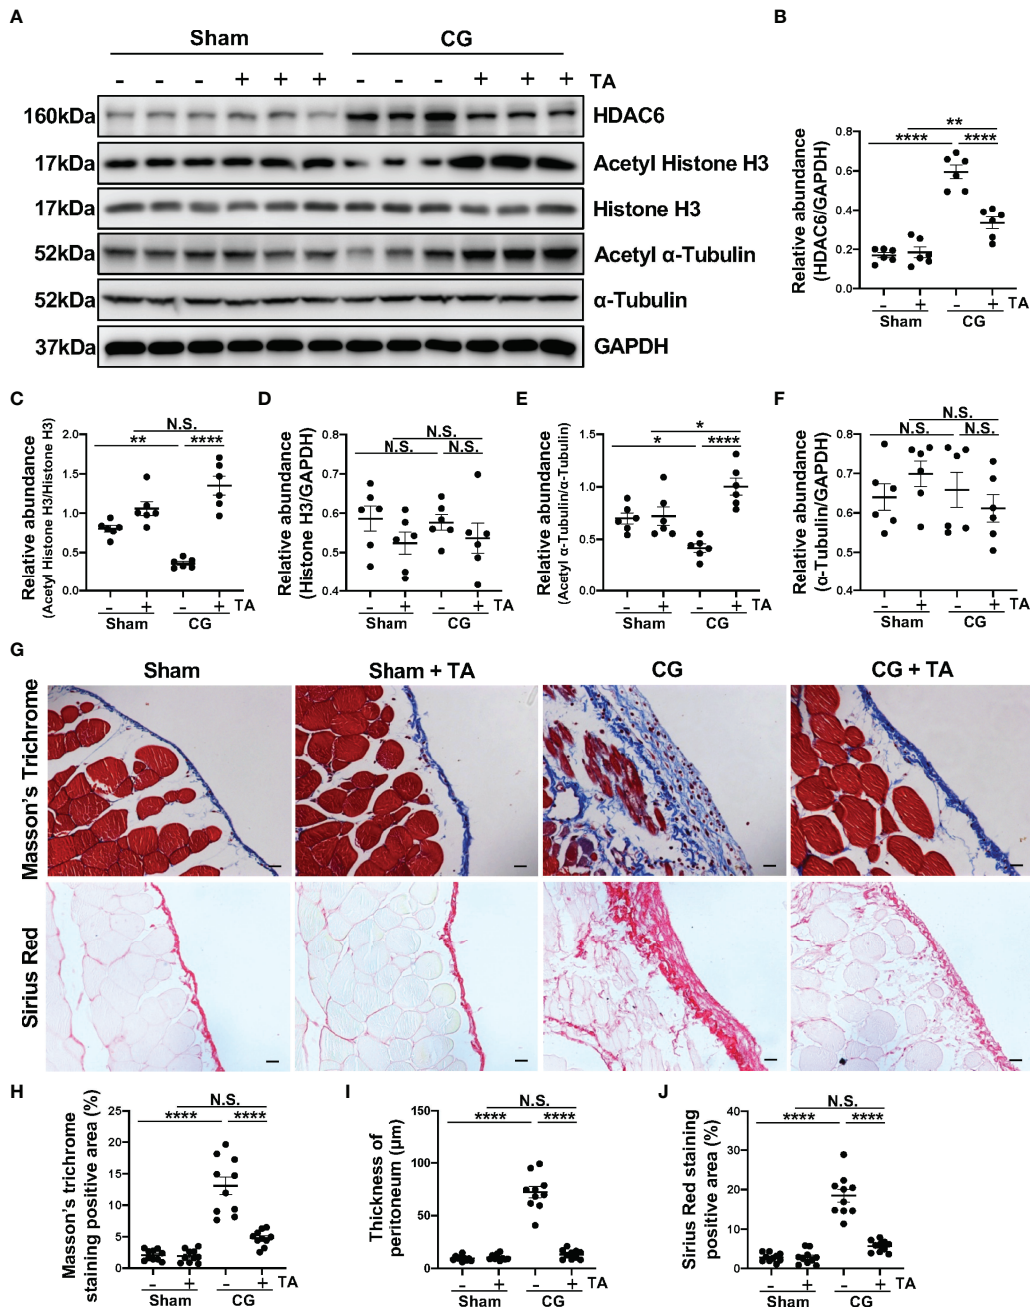 A
Sham CG
- - - + + + - - - + + + TA
160kDa HDAC6
17kDa Acetyl Histone H3
17kDa Histone H3
52kDa Acetyl α-Tubulin
52kDa α-Tubulin
37kDa GAPDH
B
Relative abundance
(HDAC6/GAPDH)
0.8
0.6
0.4
0.2
0.0
**
**** ****
- + - + TA
Sham CG
C
Relative abundance
(Acetyl Histone H3/Histone H3)
2.0
1.5
1.0
0.5
0.0
N.S.
** ****
- + - + TA
Sham CG
D
Relative abundance
(Histone H3/GAPDH)
0.8
0.7
0.6
0.5
0.4
N.S.
N.S. N.S.
- + - + TA
Sham CG
E
Relative abundance
(Acetyl α-Tubulin/α-Tubulin)
1.5
1.0
0.5
0.0
*
* ****
- + - + TA
Sham CG
F
Relative abundance
(α-Tubulin/GAPDH)
0.8
0.7
0.6
0.5
0.4
N.S.
N.S. N.S.
- + - + TA
Sham CG
G
Sham Sham + TA CG CG + TA
Masson's Trichrome
Sirius Red
H
Masson's trichrome
staining positive area (%)
25
20
15
10
5
0
N.S.
**** ****
- + - + TA
Sham CG
I
Thickness of
peritoneum (μm)
150
100
50
0
N.S.
**** ****
- + - + TA
Sham CG
J
Sirius Red staining
positive area (%)
40
30
20
10
0
N.S.
**** ****
- + - + TA
Sham CG